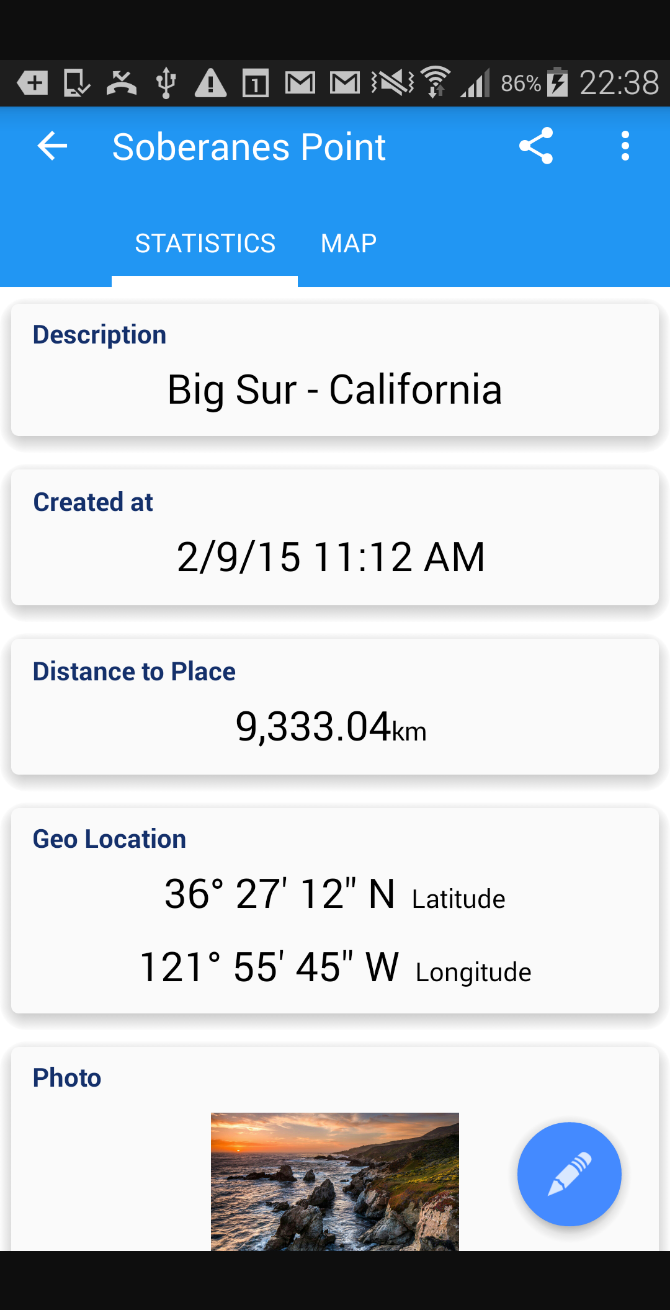 1
86%
22:38
Soberanes Point
STATISTICS MAP
Description
Big Sur - California
Created at
2/9/15 11:12 AM
Distance to Place
9,333.04km
Geo Location
36° 27' 12" N Latitude
121° 55' 45" W Longitude
Photo